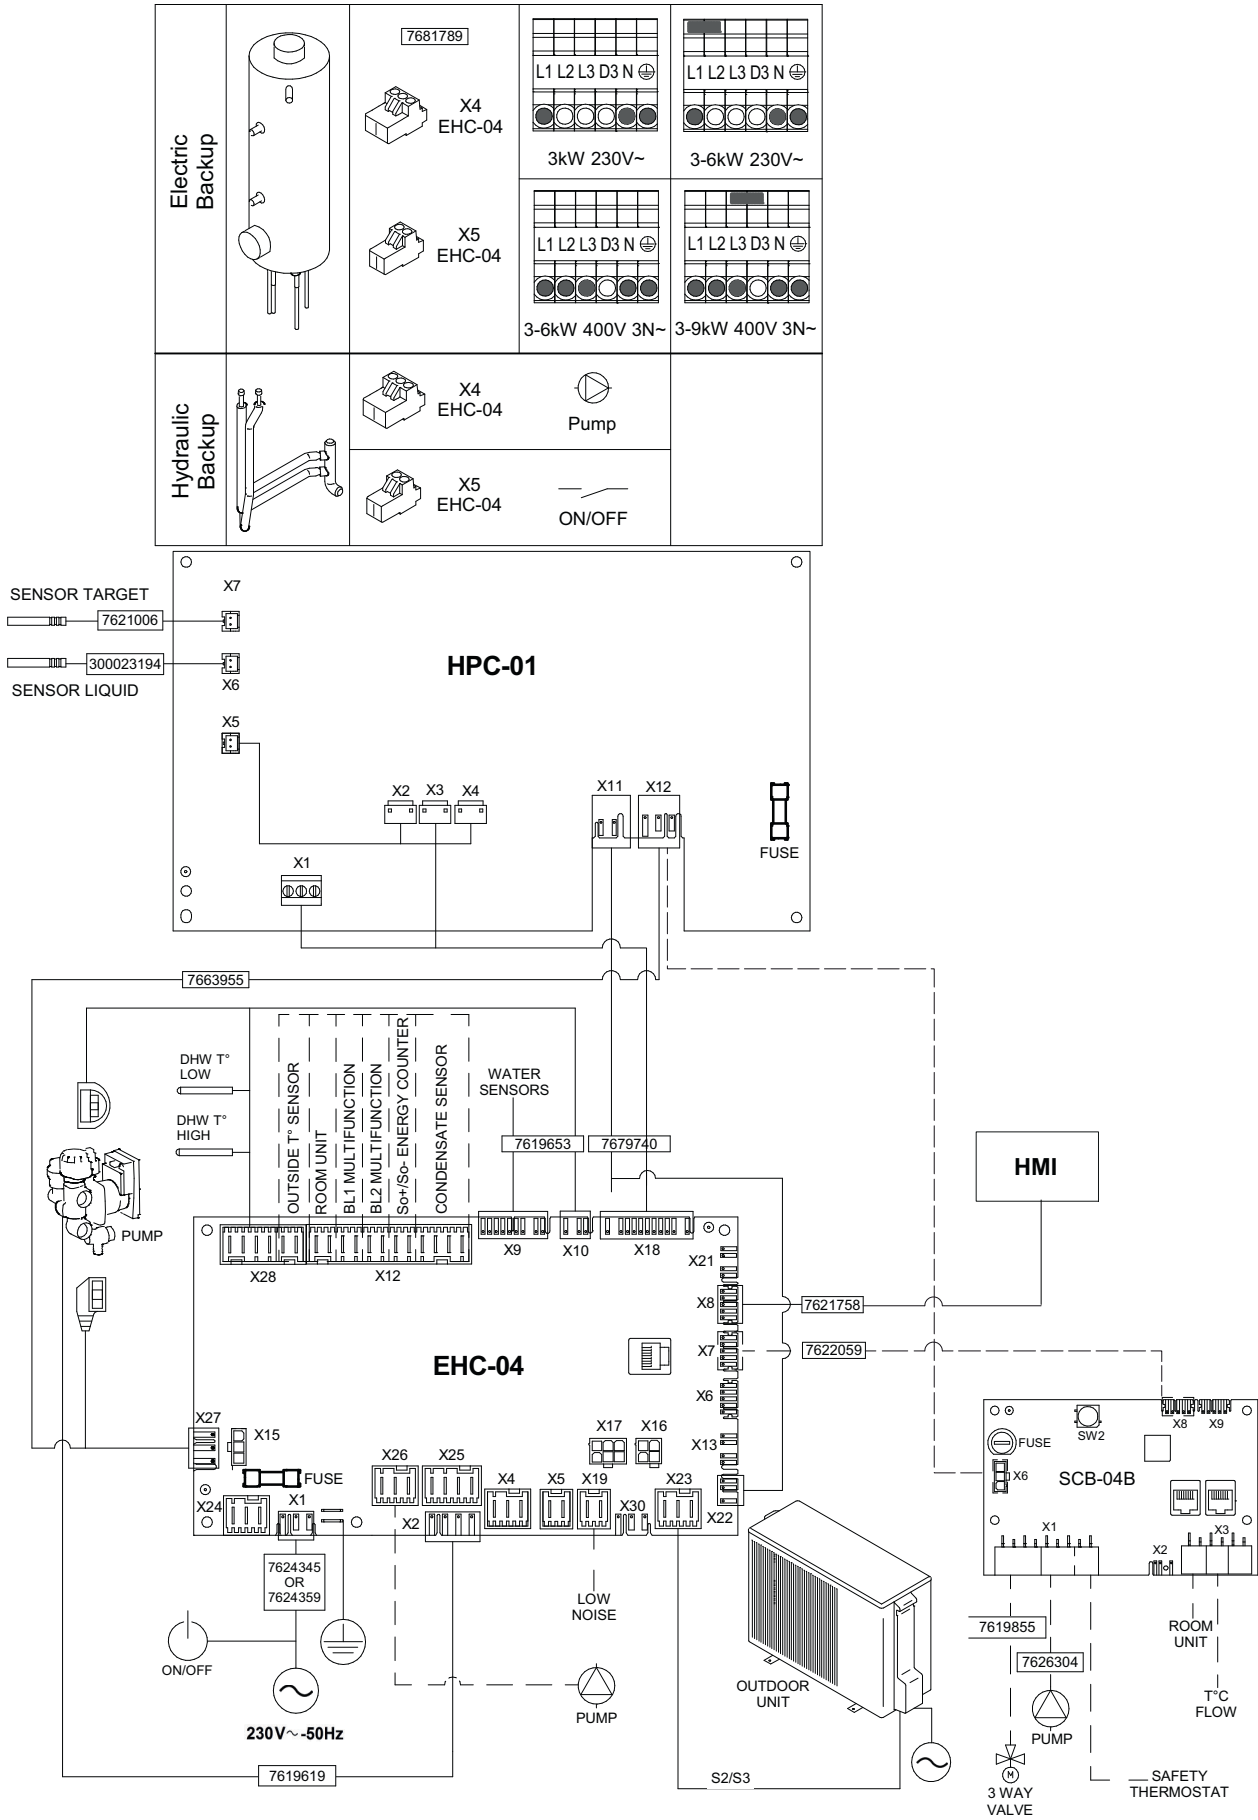 Electric
Backup
7681789
X4
EHC-04
X5
EHC-04
L1 L2 L3 D3 N
3kW 230V~
L1 L2 L3 D3 N
3-6kW 230V~
L1 L2 L3 D3 N
3-6kW 400V 3N~
L1 L2 L3 D3 N
3-9kW 400V 3N~
Hydraulic
Backup
X4
EHC-04
Pump
X5
EHC-04
ON/OFF
SENSOR TARGET
7621006
X7
300023194
SENSOR LIQUID
X6
HPC-01
X5
X2
X3
X4
X11
X12
FUSE
X1
7663955
DHW T°
LOW
DHW T°
HIGH
OUTSIDE T° SENSOR
ROOM UNIT
BL1 MULTIFUNCTION
BL2 MULTIFUNCTION
So+/So- ENERGY COUNTER
CONDENSATE SENSOR
WATER
SENSORS
7619653
7679740
HMI
PUMP
X28
X12
X9
X10
X18
X21
X8
7621758
X7
7622059
EHC-04
X6
X27
X15
X17
X16
X13
FUSE
X26
X25
X4
X5
X19
X23
X24
X1
X2
X30
X22
X8
X9
SW2
FUSE
SCB-04B
X6
X1
X2
X3
7624345
OR
7624359
ON/OFF
230V~-50Hz
LOW
NOISE
PUMP
OUTDOOR
UNIT
7619855
7626304
PUMP
ROOM
UNIT
T°C
FLOW
M
3 WAY
VALVE
SAFETY
THERMOSTAT
7619619
S2/S3